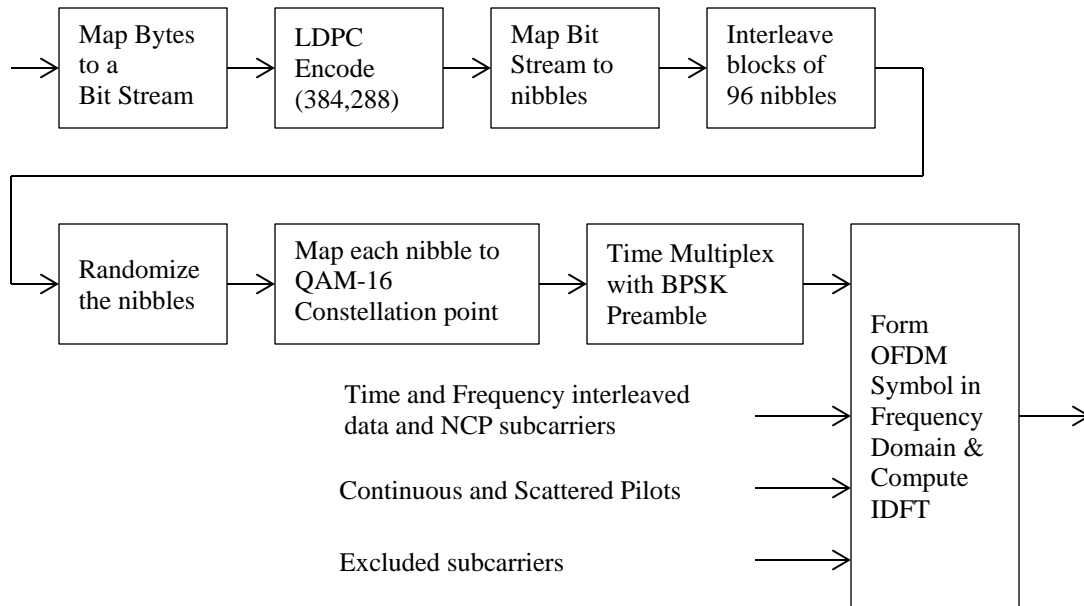 Map Bytes
to a
Bit Stream
LDPC
Encode
(384,288)
Map Bit
Stream to
nibbles
Interleave
blocks of
96 nibbles
Randomize
the nibbles
Map each nibble to
QAM-16
Constellation point
Time Multiplex
with BPSK
Preamble
Form
OFDM
Symbol in
Frequency
Domain &
Compute
IDFT
Time and Frequency interleaved
data and NCP subcarriers
Continuous and Scattered Pilots
Excluded subcarriers